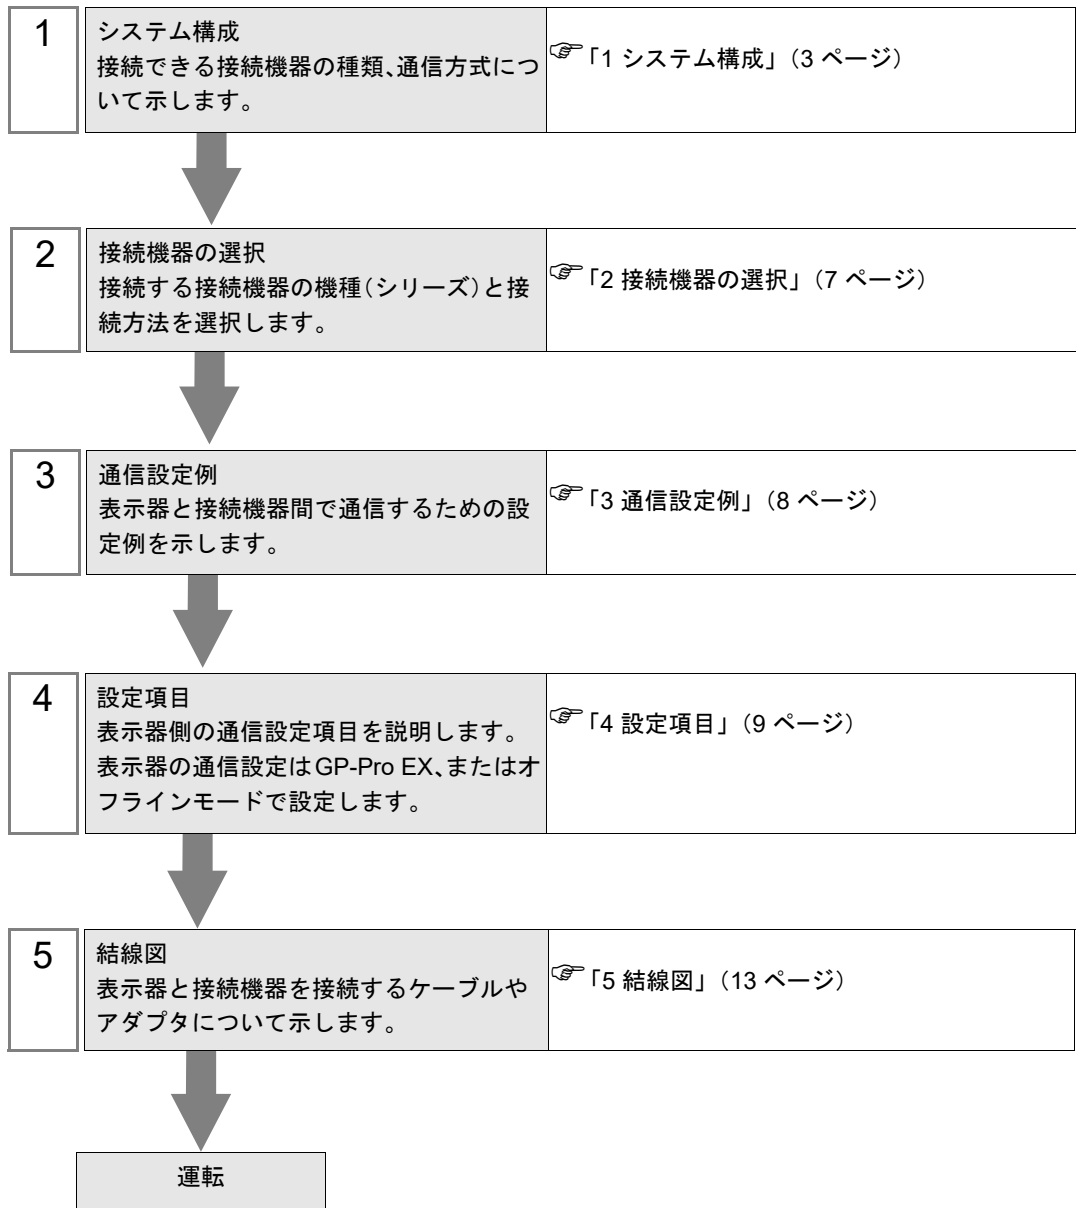 1
システム構成
接続できる接続機器の種類、通信方式につ
いて示します。
☞「1 システム構成」（3 ページ）
2
接続機器の選択
接続する接続機器の機種（シリーズ）と接
続方法を選択します。
☞「2 接続機器の選択」（7 ページ）
3
通信設定例
表示器と接続機器間で通信するための設
定例を示します。
☞「3 通信設定例」（8 ページ）
4
設定項目
表示器側の通信設定項目を説明します。
表示器の通信設定はGP-Pro EX、またはオ
フラインモードで設定します。
☞「4 設定項目」（9 ページ）
5
結線図
表示器と接続機器を接続するケーブルや
アダプタについて示します。
☞「5 結線図」（13 ページ）
運転